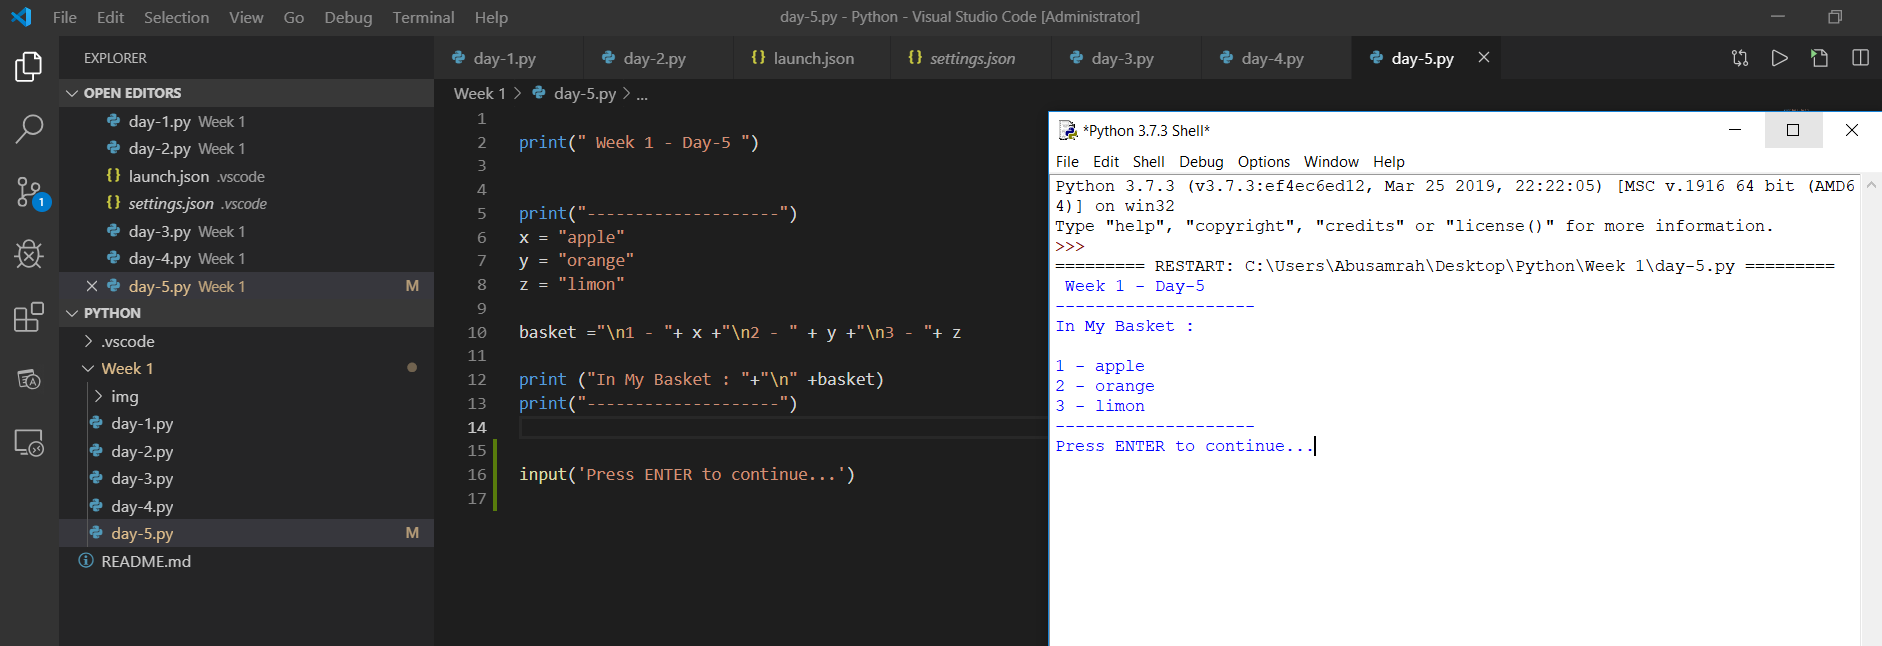 File Edit Selection View Go Debug Terminal Help
day-5.py - Python - Visual Studio Code [Administrator]
EXPLORER
OPEN EDITORS
day-1.py Week 1
day-2.py Week 1
{} launch.json .vscode
{} settings.json .vscode
day-3.py Week 1
day-4.py Week 1
day-5.py Week 1 M
PYTHON
.vscode
Week 1
img
day-1.py
day-2.py
day-3.py
day-4.py
day-5.py M
README.md
1
day-1.py day-2.py {} launch.json {} settings.json day-3.py day-4.py day-5.py
Week 1 > day-5.py > ...
1
2 print(" Week 1 - Day-5 ")
3
4
5 print("--------------------")
6 x = "apple"
7 y = "orange"
8 z = "limon"
9
10 basket ="\n1 - "+ x +"\n2 - " + y +"\n3 - "+ z
11
12 print ("In My Basket : "+"\n" +basket)
13 print("--------------------")
14
15
16 input('Press ENTER to continue...')
17
*Python 3.7.3 Shell*
File Edit Shell Debug Options Window Help
Python 3.7.3 (v3.7.3:ef4ec6ed12, Mar 25 2019, 22:22:05) [MSC v.1916 64 bit (AMD6
4)] on win32
Type "help", "copyright", "credits" or "license()" for more information.
>>>
========= RESTART: C:\Users\Abusamrah\Desktop\Python\Week 1\day-5.py =========
Week 1 - Day-5
--------------------
In My Basket :
1 - apple
2 - orange
3 - limon
--------------------
Press ENTER to continue...